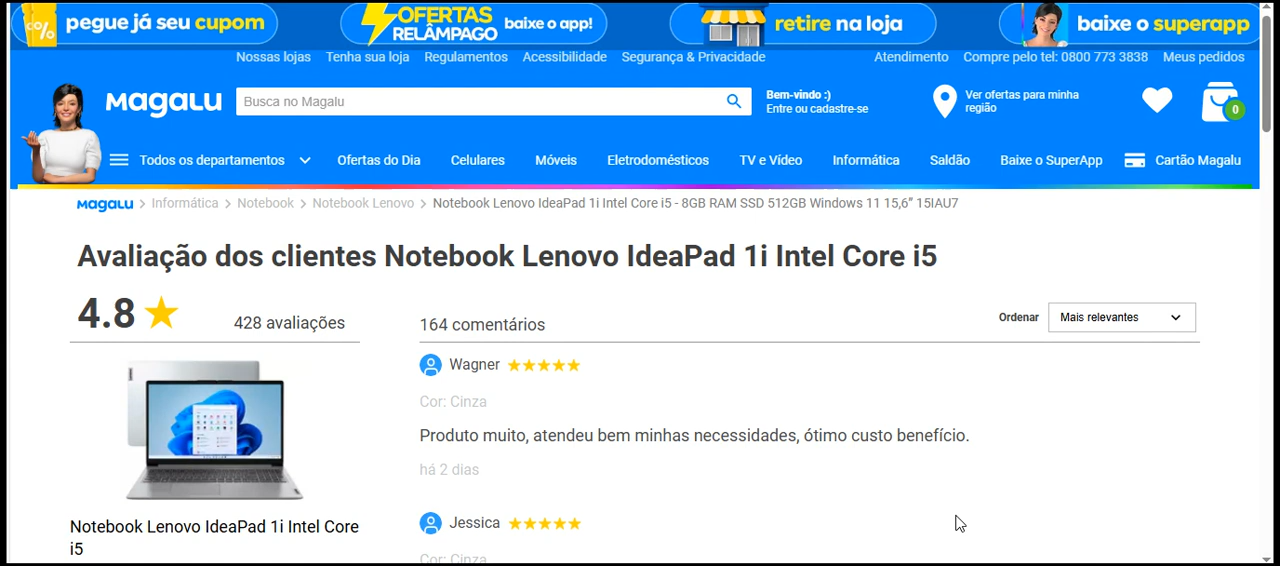 % pegue já seu cupom
OFERTAS RELÂMPAGO baixe o app!
retire na loja
baixe o superapp
Nossas lojas Tenha sua loja Regulamentos Acessibilidade Segurança & Privacidade Atendimento Compre pelo tel: 0800 773 3838 Meus pedidos
Magalu
Busca no Magalu
Bem-vindo :)
Entre ou cadastre-se
Ver ofertas para minha
região
0
Todos os departamentos Ofertas do Dia Celulares Móveis Eletrodomésticos TV e Vídeo Informática Saldão Baixe o SuperApp Cartão Magalu
Magalu > Informática > Notebook > Notebook Lenovo > Notebook Lenovo IdeaPad 1i Intel Core i5 - 8GB RAM SSD 512GB Windows 11 15,6” 15IAU7
Avaliação dos clientes Notebook Lenovo IdeaPad 1i Intel Core i5
4.8 428 avaliações
164 comentários
Ordenar Mais relevantes
Wagner
Cor: Cinza
Produto muito, atendeu bem minhas necessidades, ótimo custo benefício.
há 2 dias
Notebook Lenovo IdeaPad 1i Intel Core
i5
Jessica
Cor: Cinza